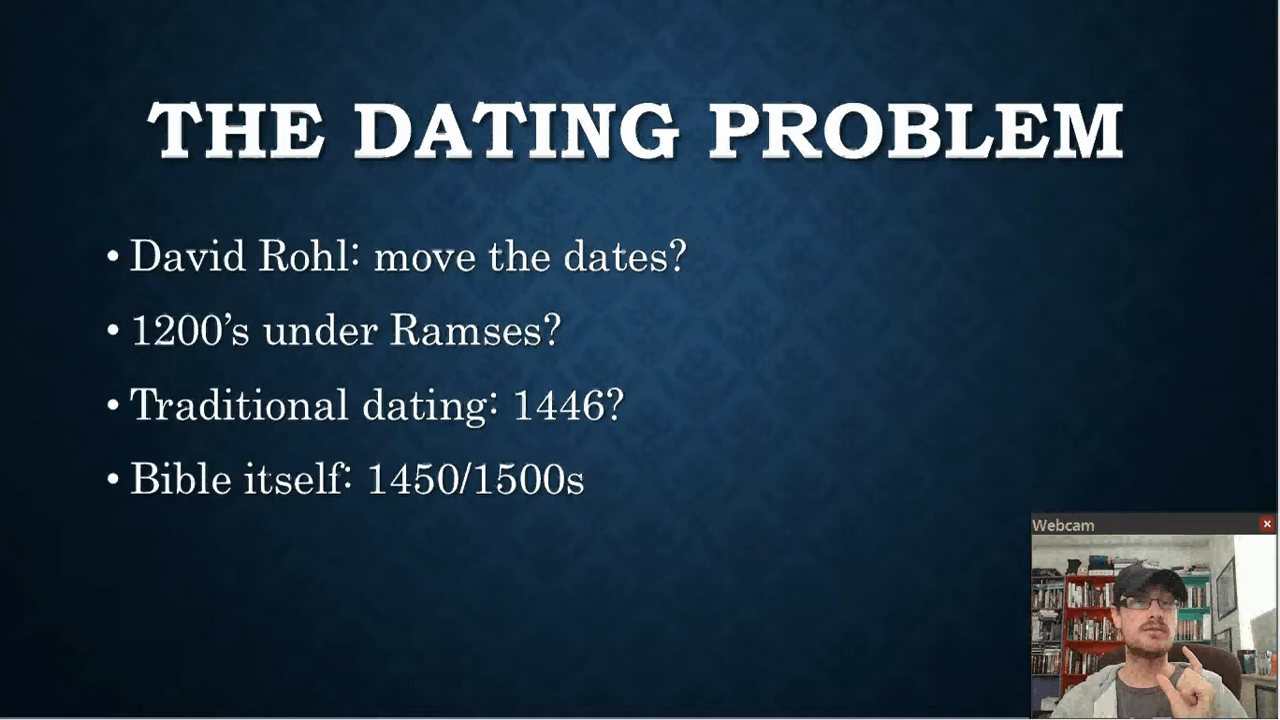 THE DATING PROBLEM
• David Rohl: move the dates?
• 1200’s under Ramses?
• Traditional dating: 1446?
• Bible itself: 1450/1500s
Webcam